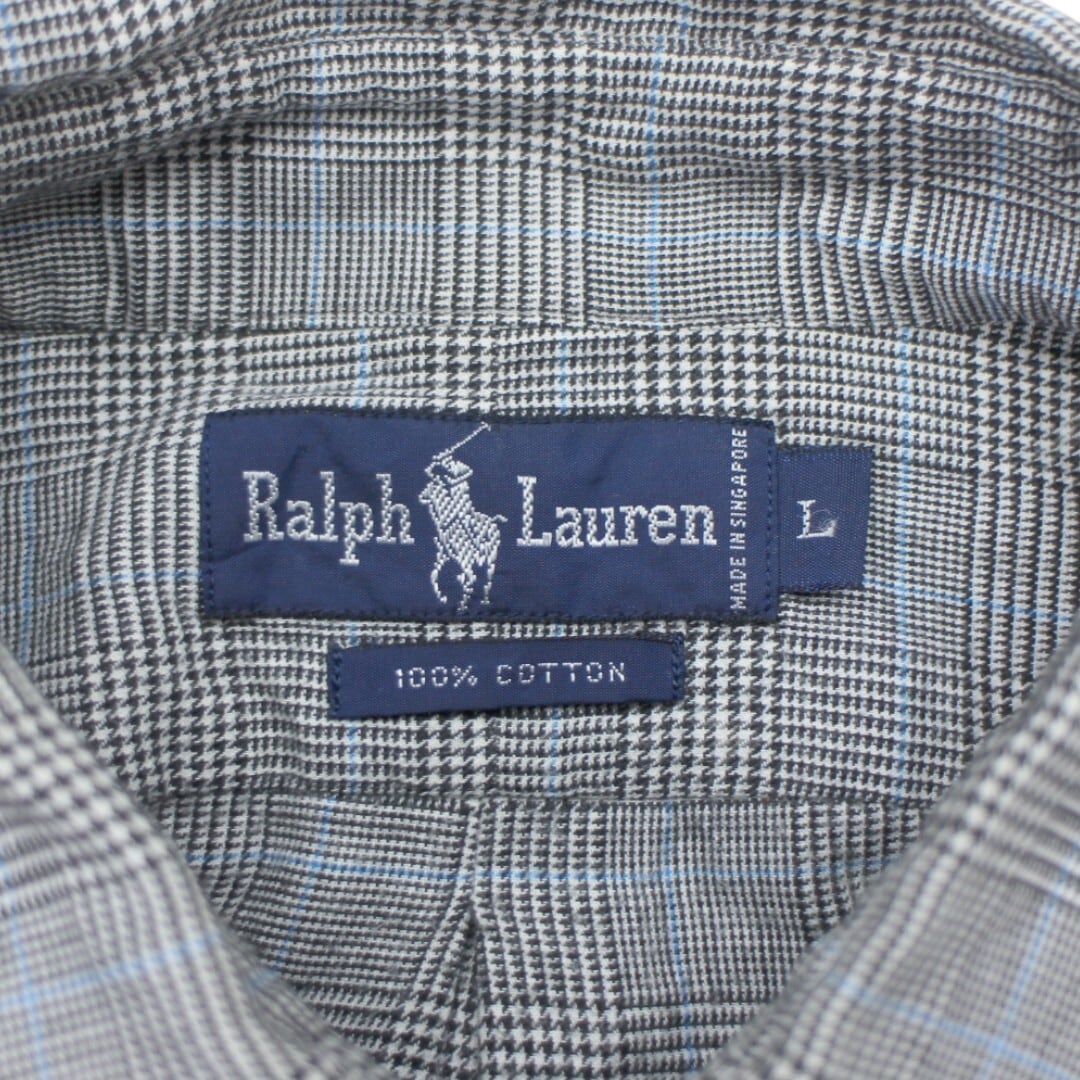 Ralph Lauren
MADE IN SINGAPORE
L
100% COTTON